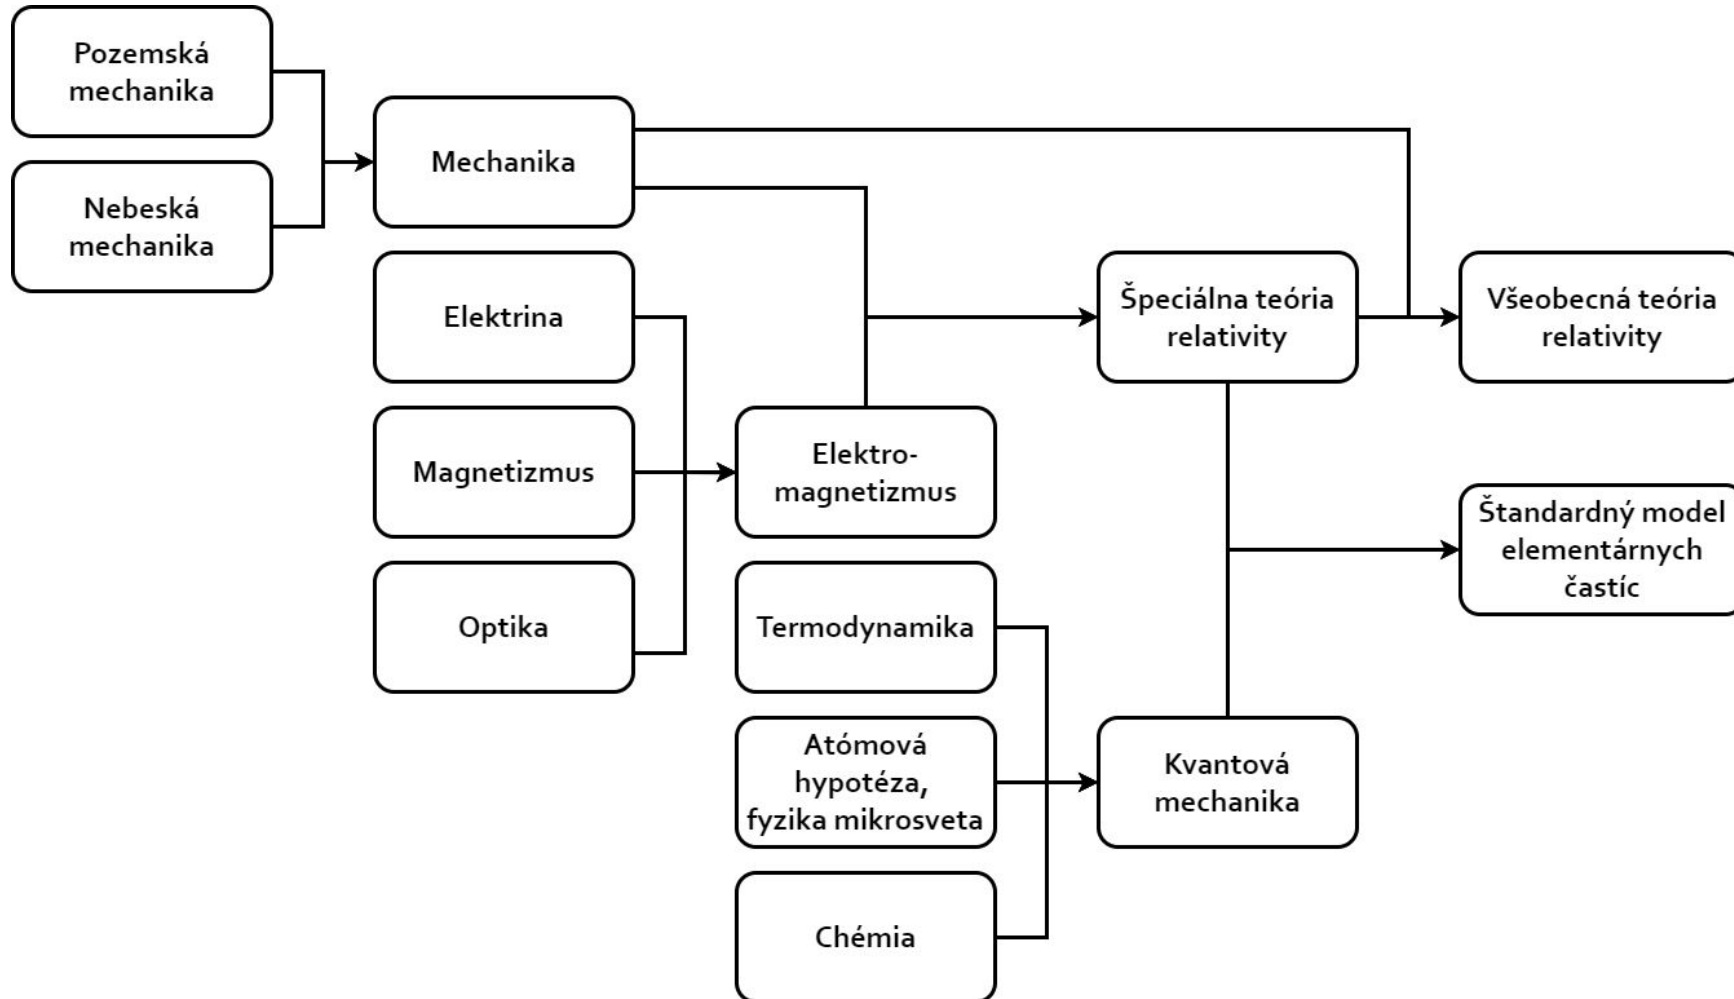 Pozemská
mechanika
Nebeská
mechanika
Mechanika
Elektrina
Magnetizmus
Optika
Elektro-
magnetizmus
Termodynamika
Atómová
hypotéza,
fyzika mikrosveta
Chémia
Špeciálna teória
relativity
Kvantová
mechanika
Všeobecná teória
relativity
Štandardný model
elementárnych
častíc